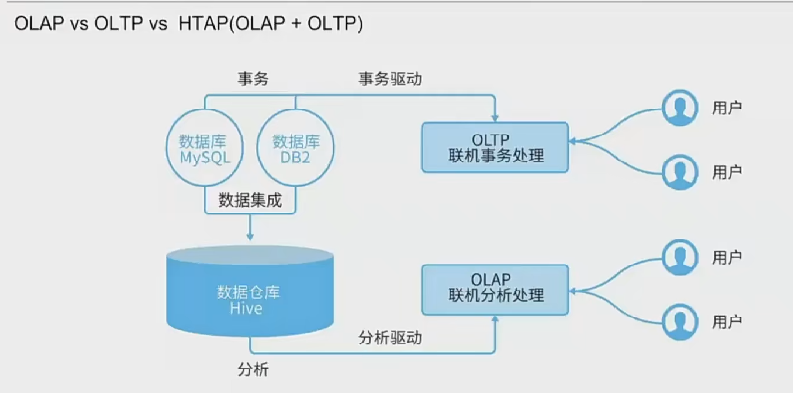 OLAP vs OLTP vs HTAP(OLAP + OLTP)
事务
事务驱动
数据库
MySQL
数据库
DB2
OLTP
联机事务处理
用户
用户
数据集成
数据仓库
Hive
OLAP
联机分析处理
用户
用户
分析驱动
分析